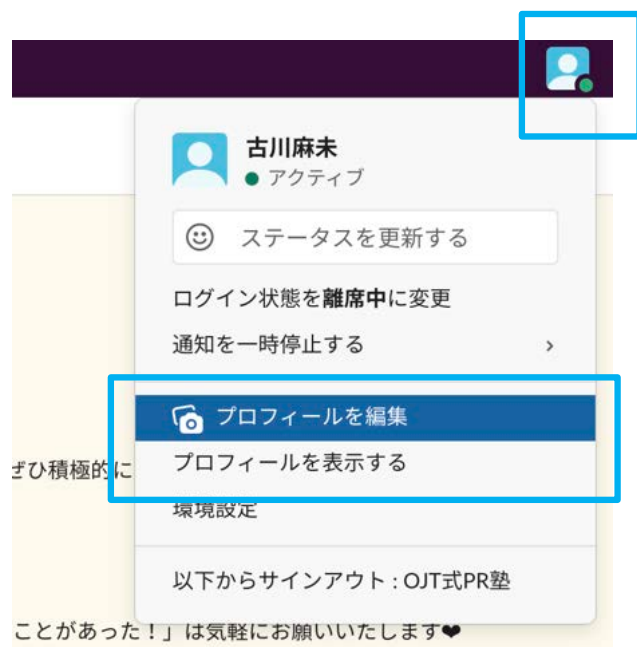 古川麻未
アクティブ
ステータスを更新する
ログイン状態を離席中に変更
通知を一時停止する
プロフィールを編集
ぜひ積極的に
プロフィールを表示する
環境設定
以下からサインアウト : OJT式PR塾
ことがあった！」は気軽にお願いいたします❤